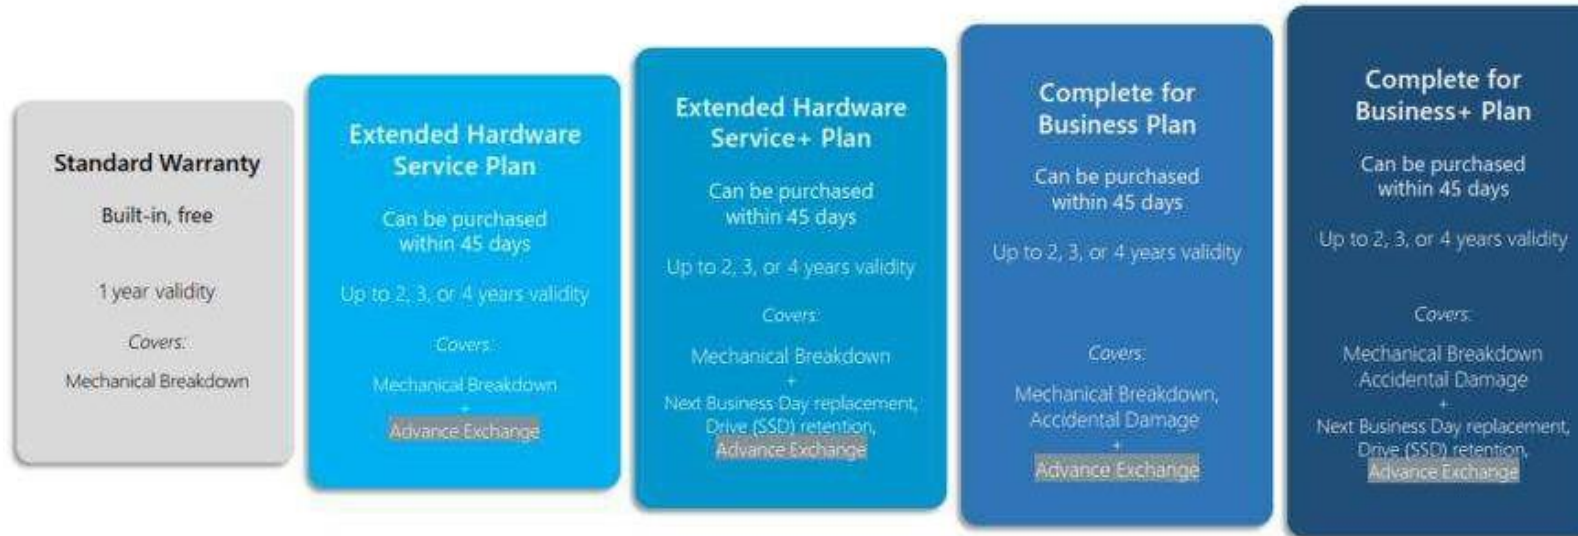 Standard Warranty
Built-in, free
1 year validity
Covers:
Mechanical Breakdown
Extended Hardware
Service Plan
Can be purchased
within 45 days
Up to 2, 3, or 4 years validity
Covers:
Mechanical Breakdown
+
Advance Exchange
Extended Hardware
Service+ Plan
Can be purchased
within 45 days
Up to 2, 3, or 4 years validity
Covers:
Mechanical Breakdown
+
Next Business Day replacement,
Drive (SSD) retention,
Advance Exchange
Complete for
Business Plan
Can be purchased
within 45 days
Up to 2, 3, or 4 years validity
Covers:
Mechanical Breakdown,
Accidental Damage
+
Advance Exchange
Complete for
Business+ Plan
Can be purchased
within 45 days
Up to 2, 3, or 4 years validity
Covers:
Mechanical Breakdown
Accidental Damage
+
Next Business Day replacement,
Drive (SSD) retention,
Advance Exchange